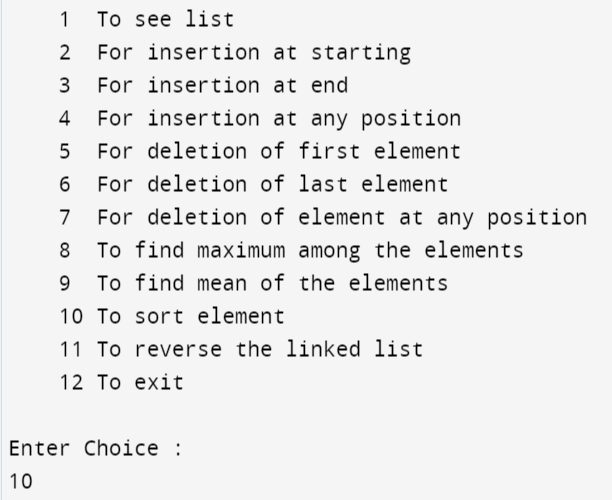 1 To see list
2 For insertion at starting
3 For insertion at end
4 For insertion at any position
5 For deletion of first element
6 For deletion of last element
7 For deletion of element at any position
8 To find maximum among the elements
9 To find mean of the elements
10 To sort element
11 To reverse the linked list
12 To exit
Enter Choice :
10